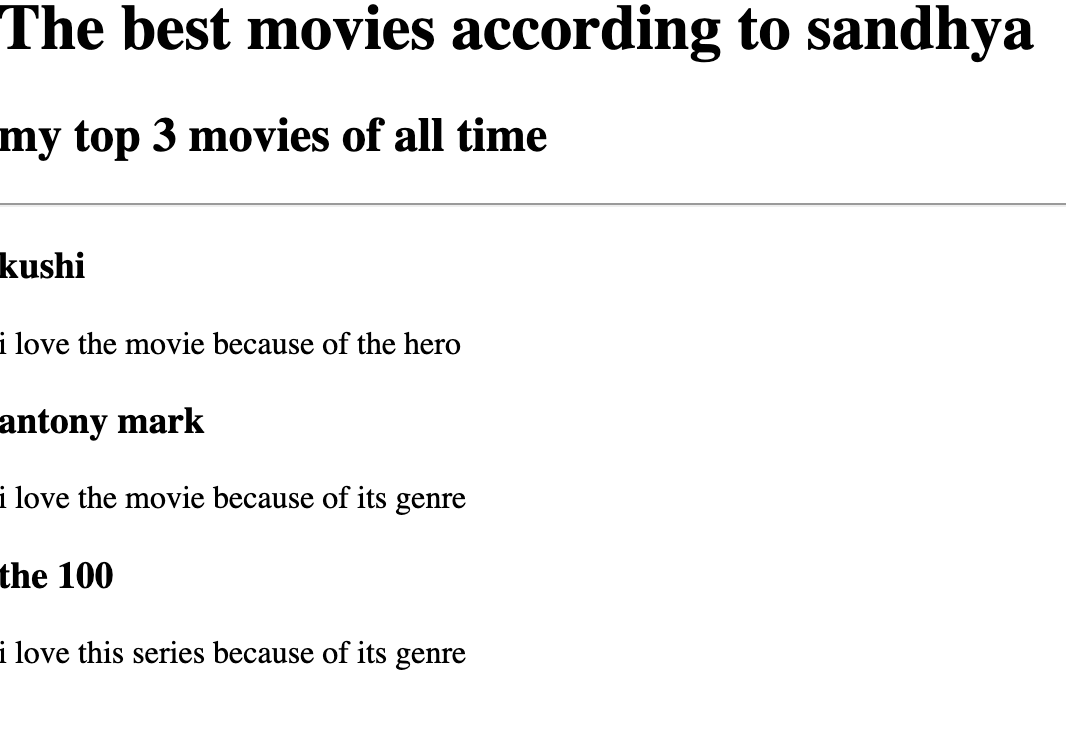 The best movies according to sandhya
my top 3 movies of all time
kushi
i love the movie because of the hero
antony mark
i love the movie because of its genre
the 100
i love this series because of its genre